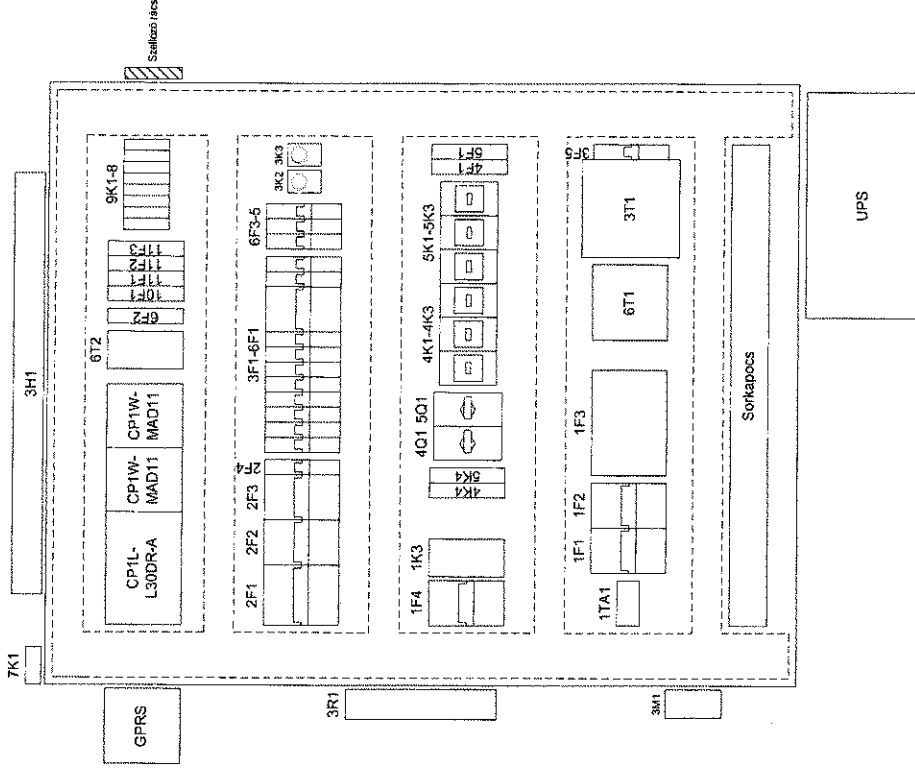 Szellőző rács
3H1
7K1
GPRS
3R1
3M1
UPS
CP1L-
L30DR-A
CP1W-
MAD11
CP1W-
MAD11
6T2
6F2
10F1
11F1
11F2
11F3
9K1-8
2F1
2F2
2F3
2F4
3F1-6F1
6F3-5
3K2
3K3
1F4
1K3
4K4
5K4
4Q1 5Q1
4K1-4K3
5K1-5K3
4F1
5F1
1TA1
1F1
1F2
1F3
6T1
3T1
3F5
Sorkapocs